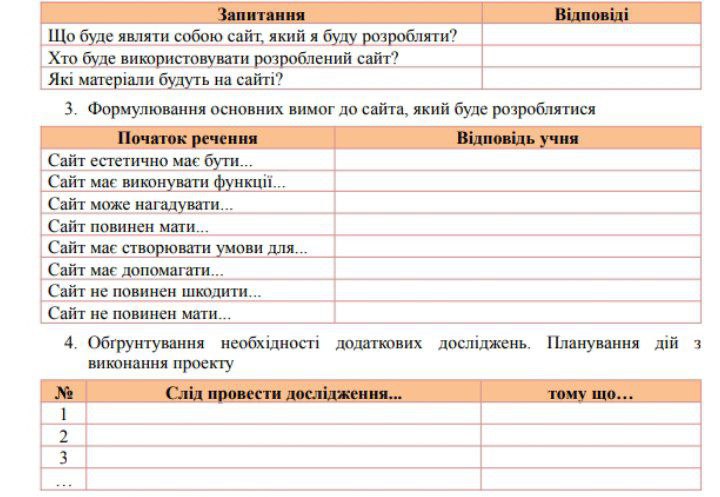 Запитання Відповіді
Що буде являти собою сайт, який я буду розробляти?
Хто буде використовувати розроблений сайт?
Які матеріали будуть на сайті?
3. Формулювання основних вимог до сайта, який буде розроблятися
Початок речення Відповідь учня
Сайт естетично має бути...
Сайт має виконувати функції...
Сайт може нагадувати...
Сайт повинен мати...
Сайт має створювати умови для...
Сайт має допомагати...
Сайт не повинен шкодити...
Сайт не повинен мати...
4. Обґрунтування необхідності додаткових досліджень. Планування дій з
виконання проекту
№ Слід провести дослідження... тому що...
1
2
3
...